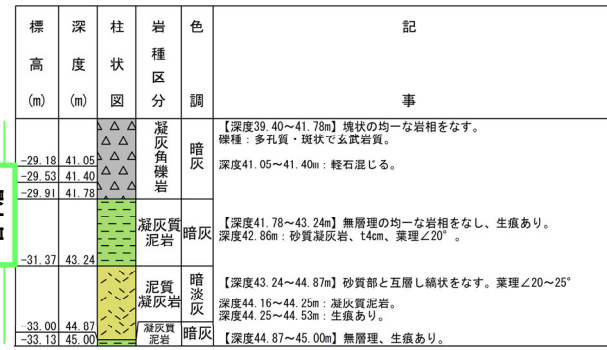 標高(m) 深度(m) 柱状図 岩種区分 色調 記事
凝灰角礫岩 暗灰
【深度39.40～41.78m】塊状の均一な岩相をなす。
礫種：多孔質・斑状で玄武岩質。
-29.18 41.05 深度41.05～41.40m：軽石混じる。
-29.53 41.40
-29.91 41.78
凝灰質泥岩 暗灰
【深度41.78～43.24m】無層理の均一な岩相をなし、生痕あり。
深度42.86m：砂質凝灰岩、t4cm、葉理∠20°。
-31.37 43.24
泥質凝灰岩 暗淡灰
【深度43.24～44.87m】砂質部と互層し縞状をなす。葉理∠20～25°
深度44.16～44.25m：凝灰質泥岩。
深度44.25～44.53m：生痕あり。
-33.00 44.87
凝灰質泥岩 暗灰
-33.13 45.00 【深度44.87～45.00m】無層理、生痕あり。